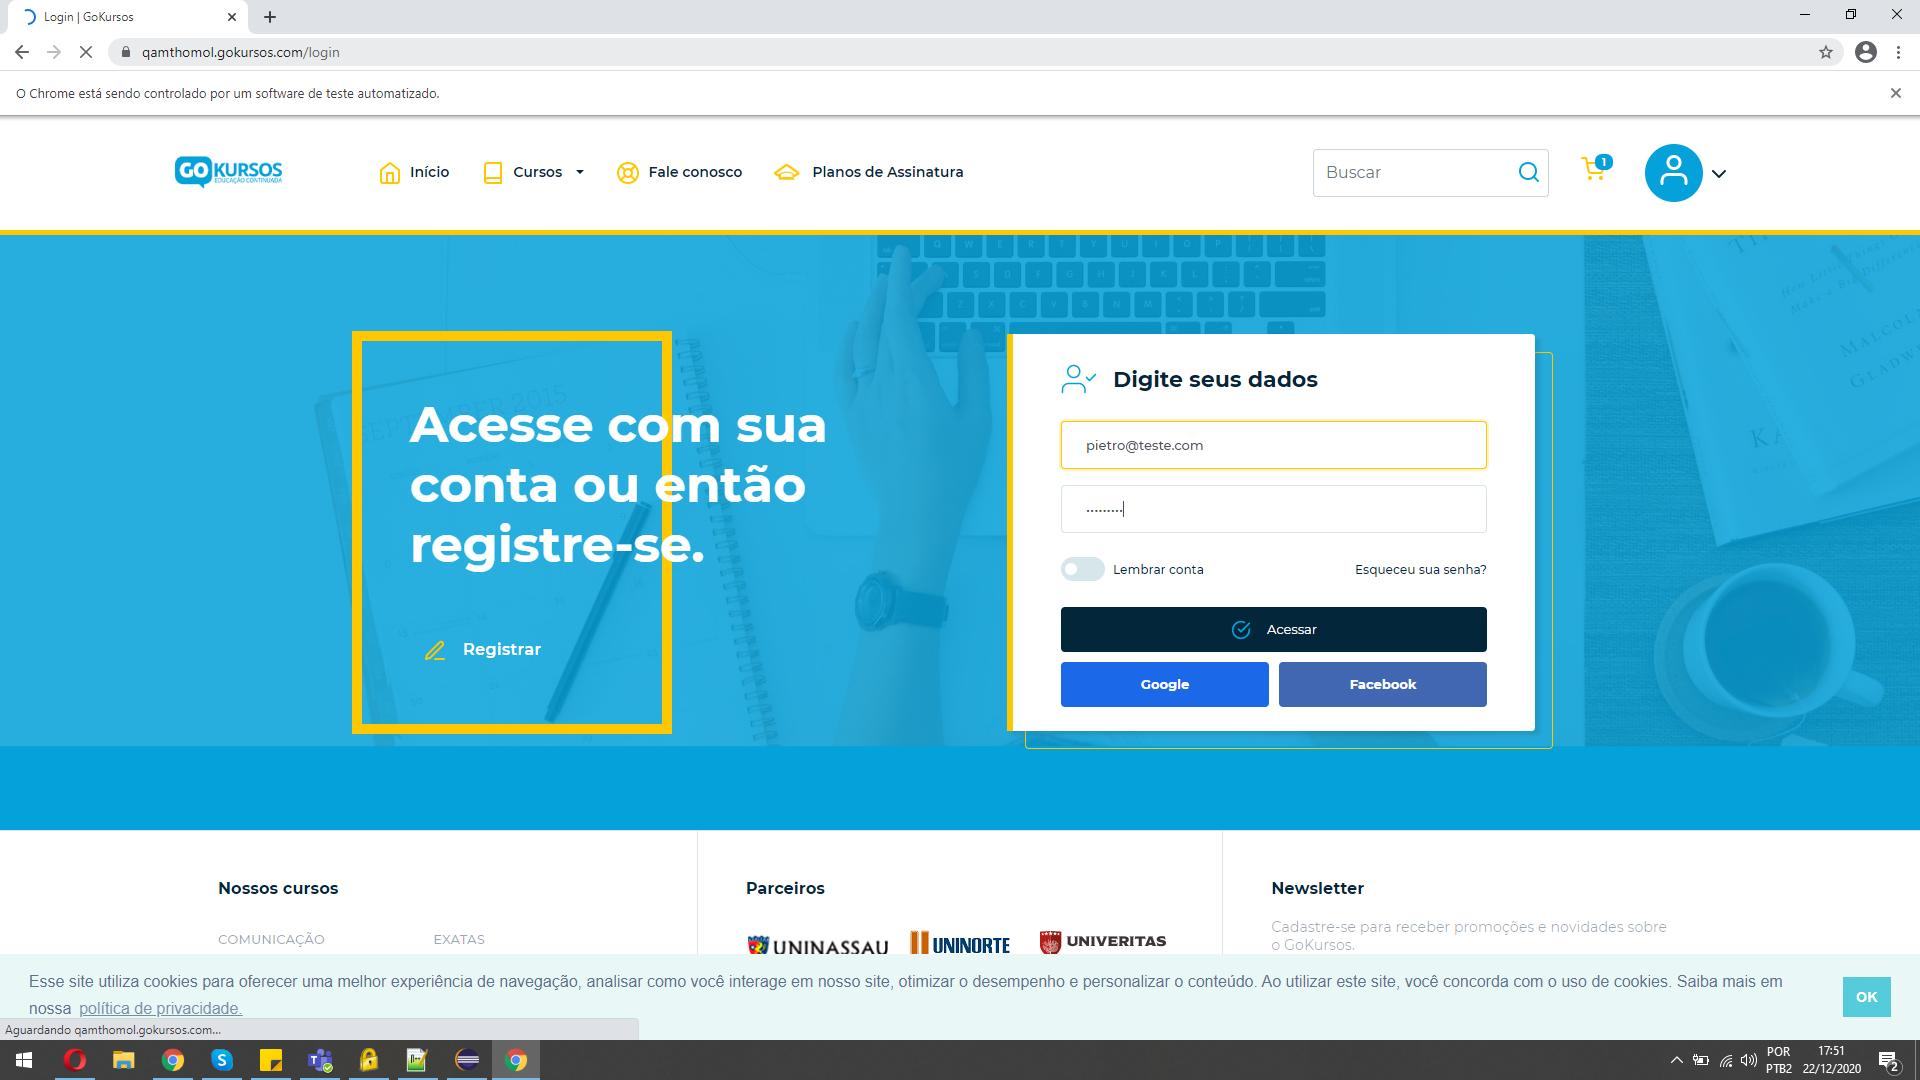 Login | GoKursos
qamthomol.gokursos.com/login
O Chrome está sendo controlado por um software de teste automatizado.
GOKURSOS
EDUCAÇÃO CONTINUADA
Início
Cursos
Fale conosco
Planos de Assinatura
Buscar
1
Acesse com sua
conta ou então
registre-se.
Registrar
Digite seus dados
pietro@teste.com
Lembrar conta
Esqueceu sua senha?
Acessar
Google
Facebook
Nossos cursos
COMUNICAÇÃO
EXATAS
Parceiros
UNINASSAU
UNINORTE
UNIVERITAS
Newsletter
Cadastre-se para receber promoções e novidades sobre
o GoKursos.
Esse site utiliza cookies para oferecer uma melhor experiência de navegação, analisar como você interage em nosso site, otimizar o desempenho e personalizar o conteúdo. Ao utilizar este site, você concorda com o uso de cookies. Saiba mais em
nossa política de privacidade.
OK
Aguardando qamthomol.gokursos.com...
POR
PTB2
17:51
22/12/2020
2